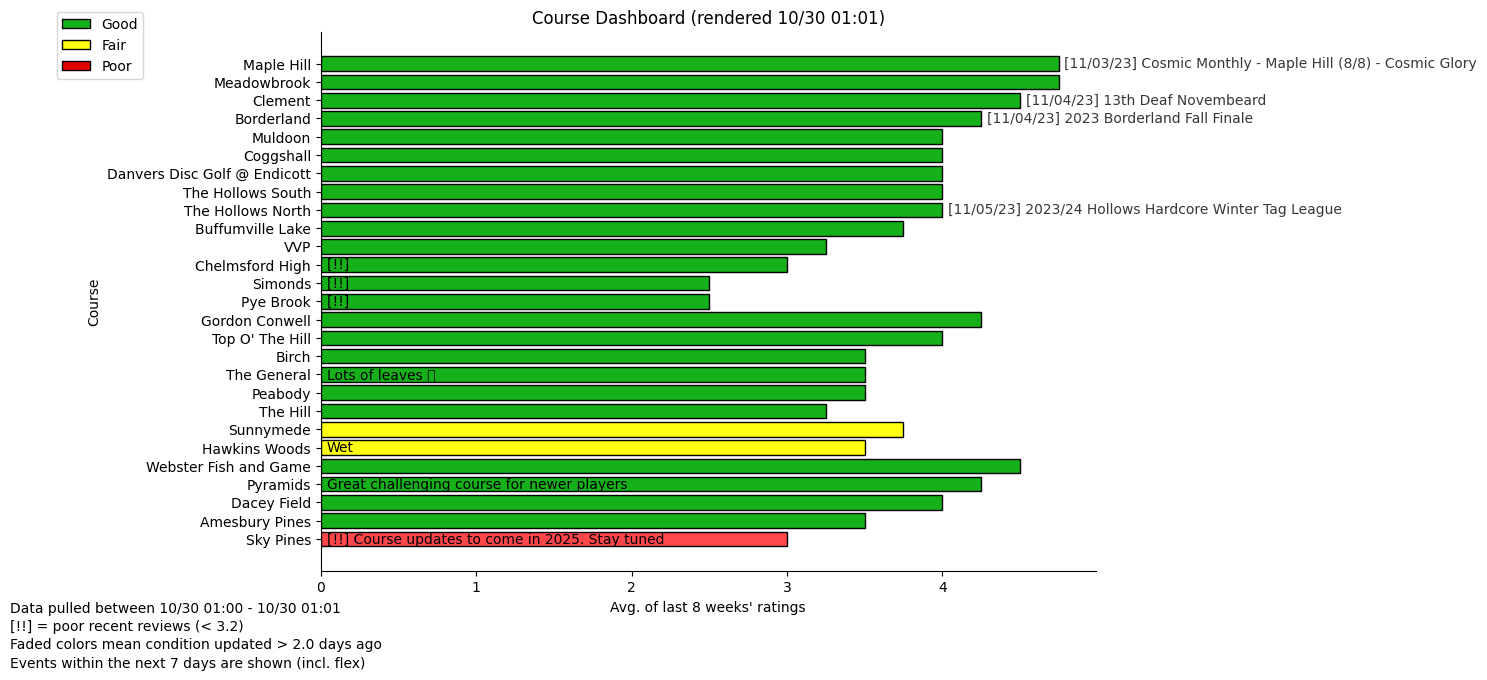 Good
Fair
Poor
Course Dashboard (rendered 10/30 01:01)
Maple Hill [11/03/23] Cosmic Monthly - Maple Hill (8/8) - Cosmic Glory
Meadowbrook
Clement [11/04/23] 13th Deaf Novembeard
Borderland [11/04/23] 2023 Borderland Fall Finale
Muldoon
Coggshall
Danvers Disc Golf @ Endicott
The Hollows South
The Hollows North [11/05/23] 2023/24 Hollows Hardcore Winter Tag League
Buffumville Lake
VVP
Chelmsford High [!!]
Simonds [!!]
Pye Brook [!!]
Gordon Conwell
Top O' The Hill
Birch
The General Lots of leaves
Peabody
The Hill
Sunnymede
Hawkins Woods Wet
Webster Fish and Game
Pyramids Great challenging course for newer players
Dacey Field
Amesbury Pines
Sky Pines [!!] Course updates to come in 2025. Stay tuned
Course
0 1 2 3 4
Avg. of last 8 weeks' ratings
Data pulled between 10/30 01:00 - 10/30 01:01
[!!] = poor recent reviews (< 3.2)
Faded colors mean condition updated > 2.0 days ago
Events within the next 7 days are shown (incl. flex)